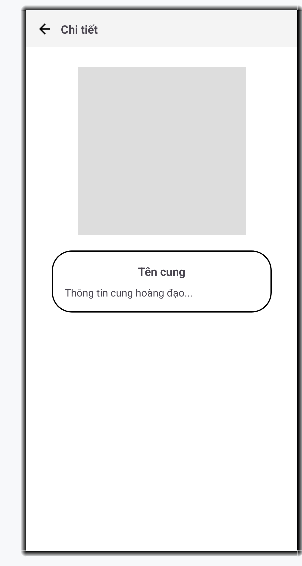 Chi tiết
Tên cung
Thông tin cung hoàng đạo...